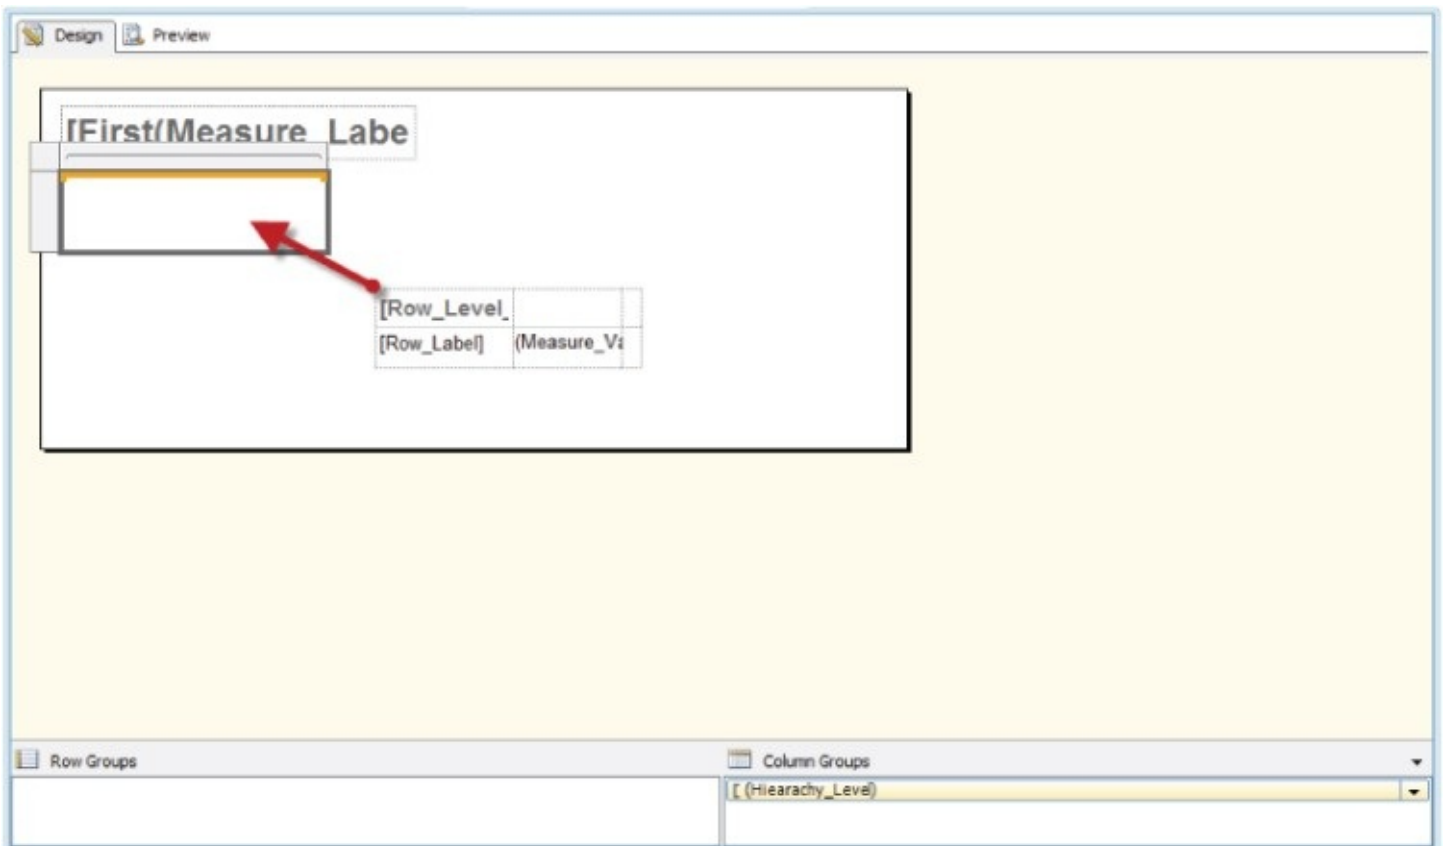 Design Preview
[First(Measure_Labe
[Row_Level_
[Row_Label] (Measure_Va
Row Groups Column Groups
[ (Hiearachy_Level)